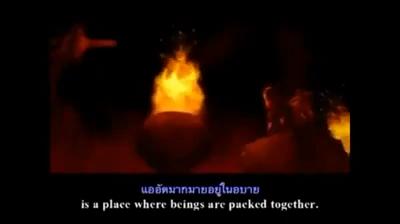 แออัดมากมายอยู่ในอบาย
is a place where beings are packed together.